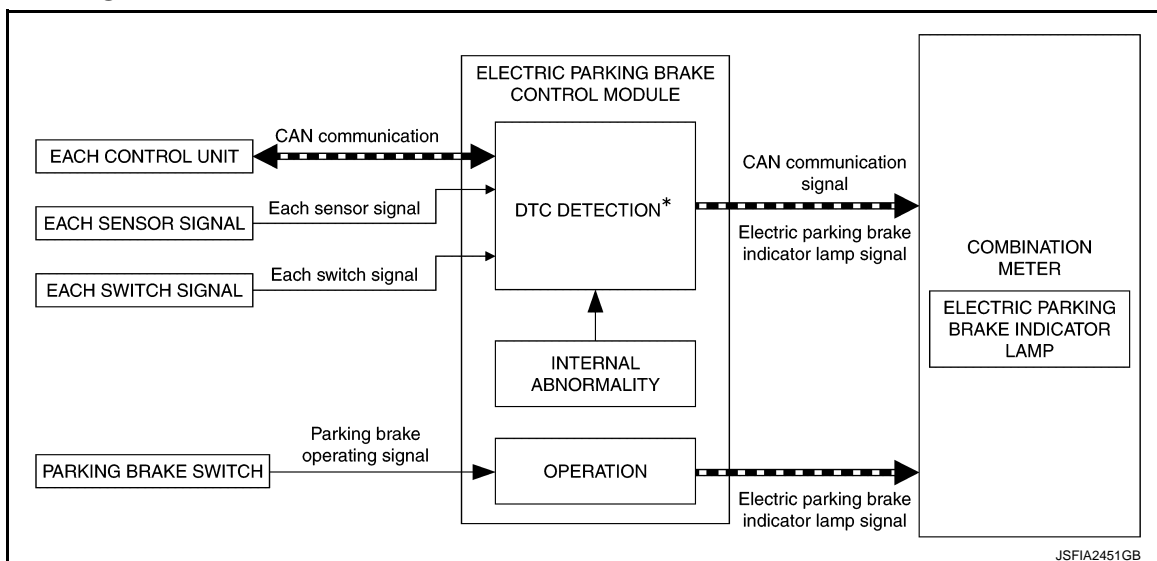 ELECTRIC PARKING BRAKE
CONTROL MODULE
EACH CONTROL UNIT
CAN communication
EACH SENSOR SIGNAL
Each sensor signal
EACH SWITCH SIGNAL
Each switch signal
DTC DETECTION*
CAN communication
signal
Electric parking brake
indicator lamp signal
INTERNAL
ABNORMALITY
PARKING BRAKE SWITCH
Parking brake
operating signal
OPERATION
Electric parking brake
indicator lamp signal
COMBINATION
METER
ELECTRIC PARKING
BRAKE INDICATOR
LAMP
JSFIA2451GB